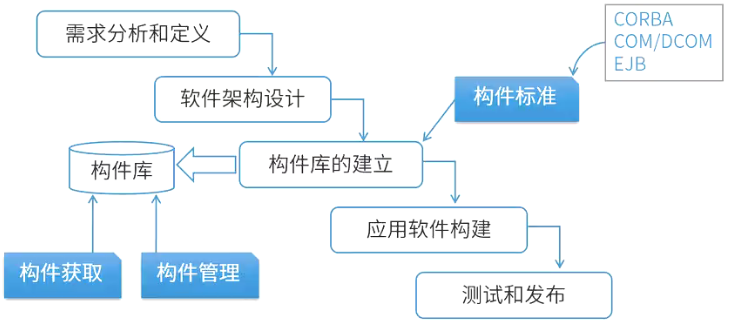 需求分析和定义
CORBA
COM/DCOM
EJB
软件架构设计
构件标准
构件库
构件库的建立
应用软件构建
构件获取
构件管理
测试和发布